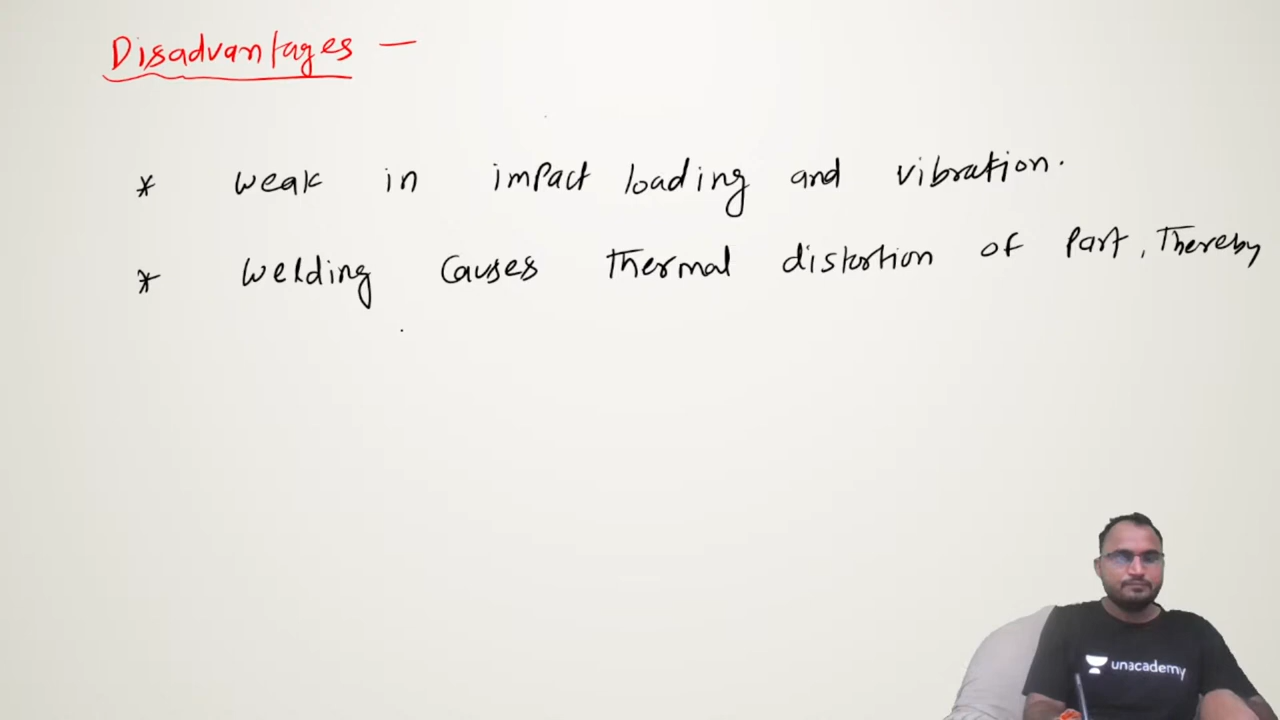 Disadvantages -
* weak in impact loading and vibration.
* welding causes Thermal distortion of part, Thereby
unacademy